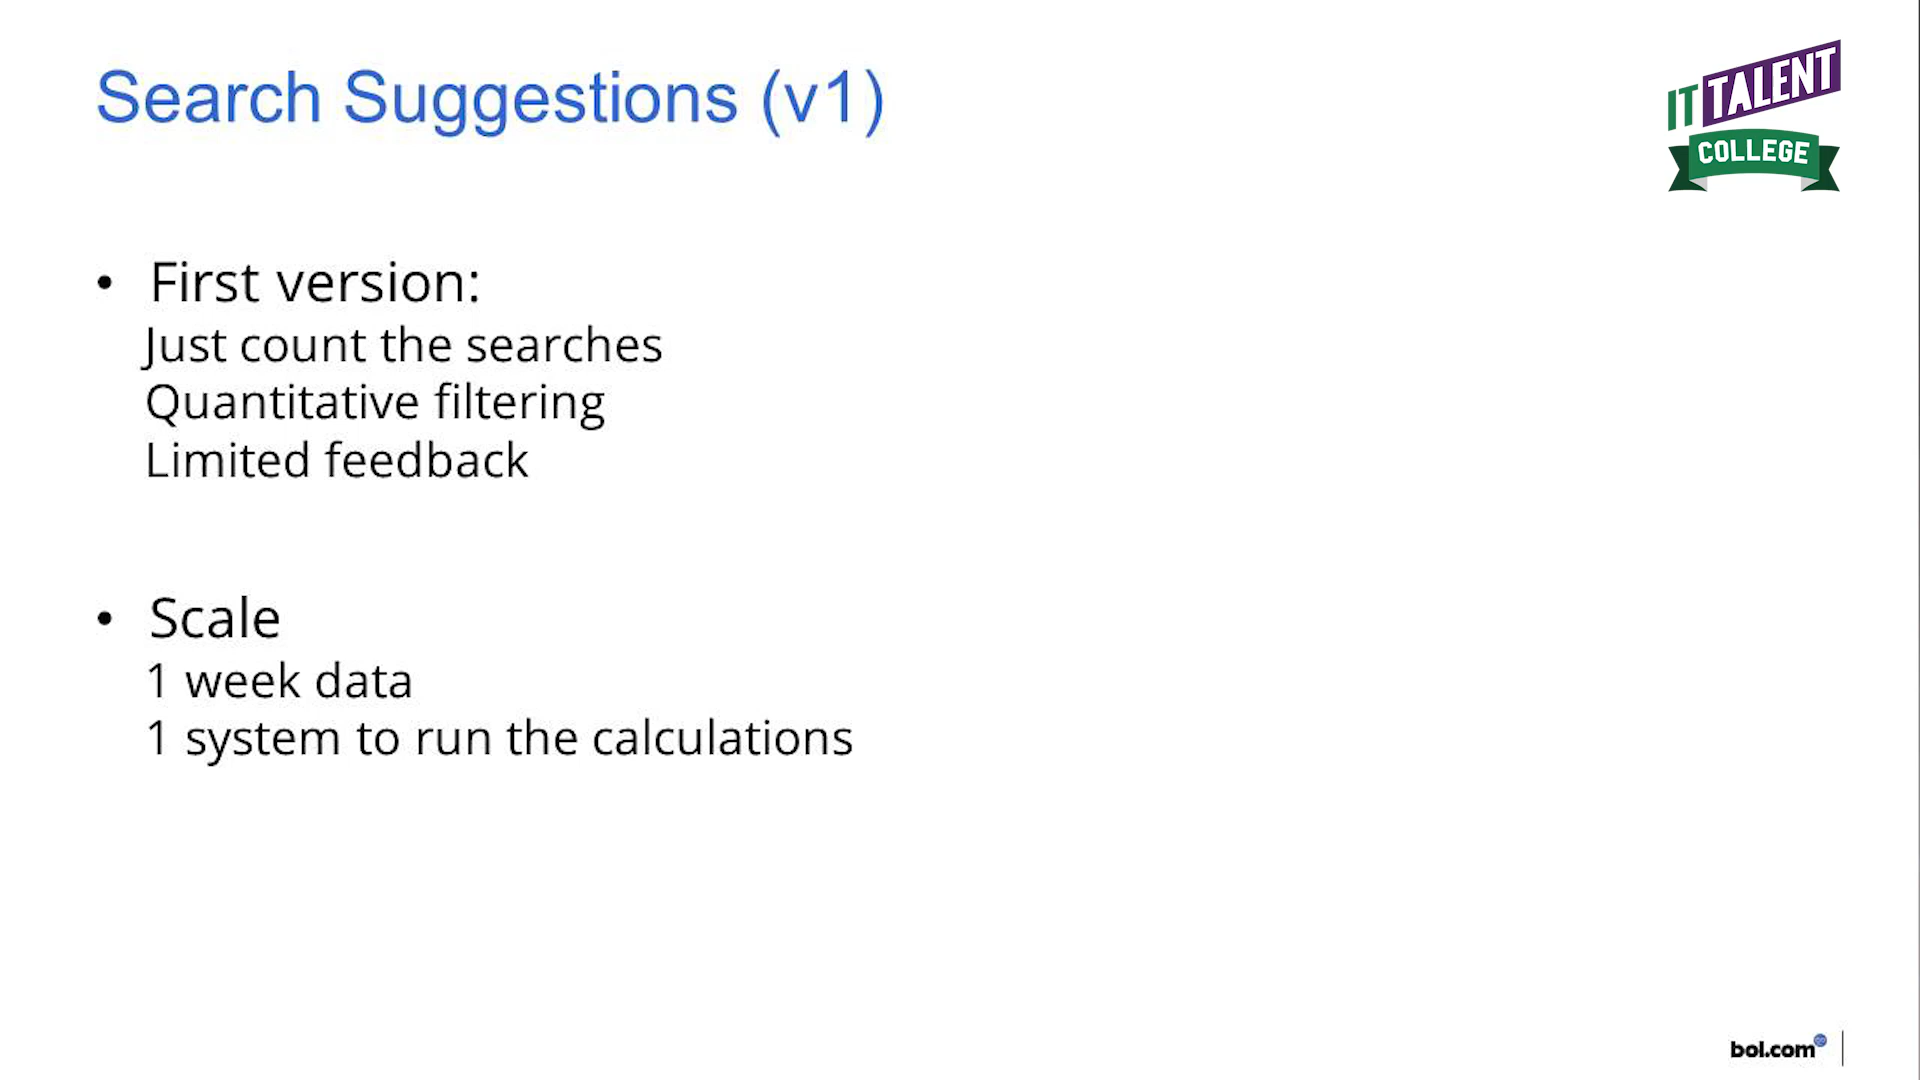 Search Suggestions (v1)
IT TALENT
COLLEGE
• First version:
Just count the searches
Quantitative filtering
Limited feedback
• Scale
1 week data
1 system to run the calculations
bol.com